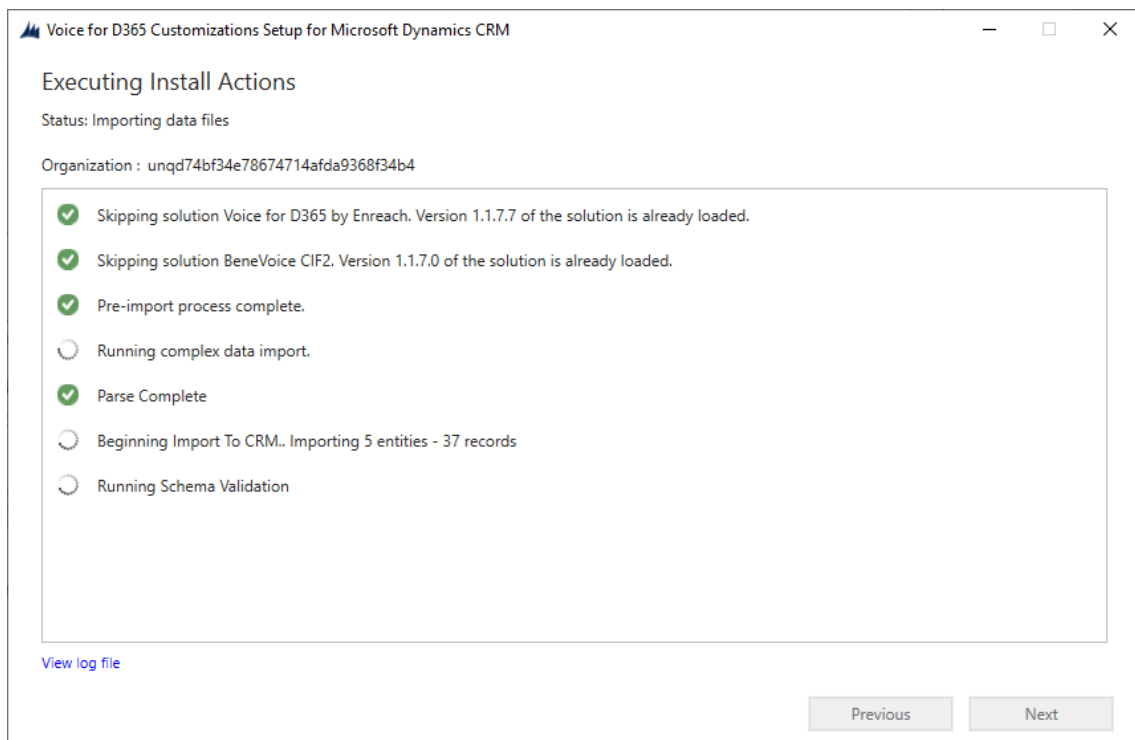 Voice for D365 Customizations Setup for Microsoft Dynamics CRM
Executing Install Actions
Status: Importing data files
Organization : unqd74bf34e78674714afda9368f34b4
Skipping solution Voice for D365 by Enreach. Version 1.1.7.7 of the solution is already loaded.
Skipping solution BeneVoice CIF2. Version 1.1.7.0 of the solution is already loaded.
Pre-import process complete.
Running complex data import.
Parse Complete
Beginning Import To CRM.. Importing 5 entities - 37 records
Running Schema Validation
View log file
Previous
Next